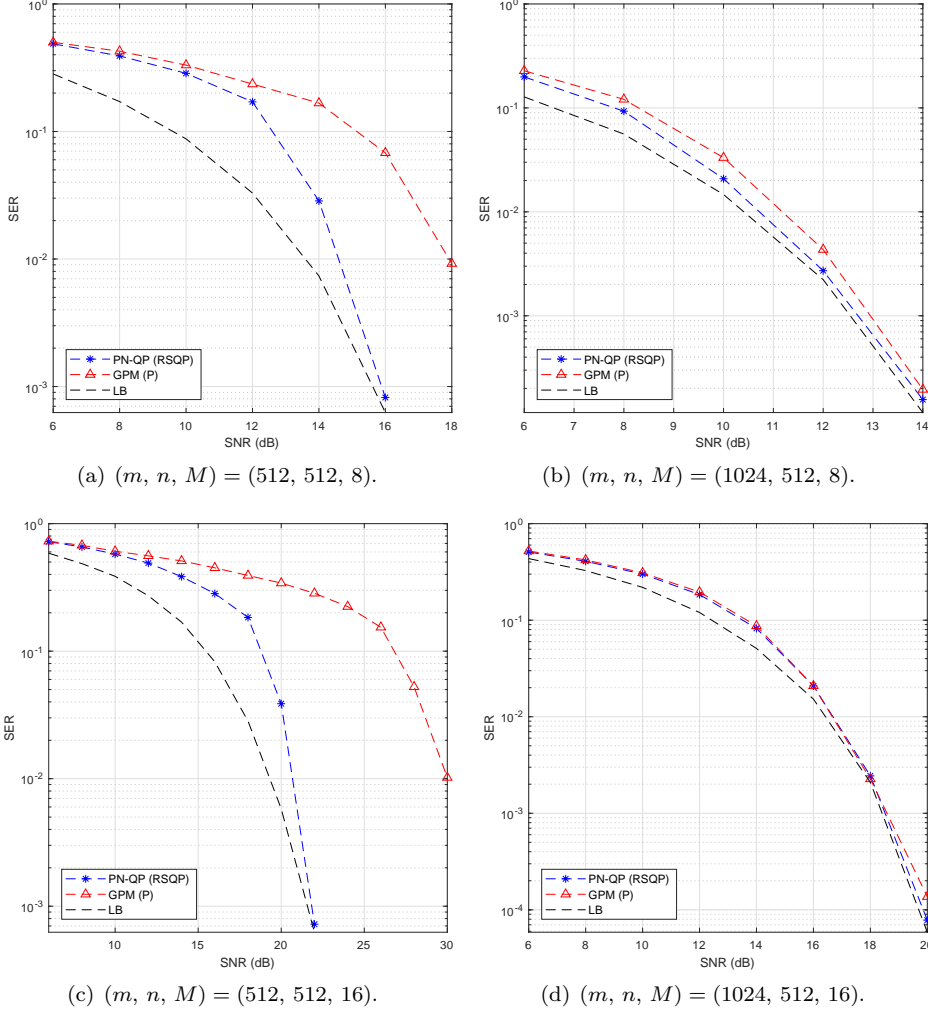 10^0
10^-1
10^-2
10^-3
SER
6 8 10 12 14 16 18
SNR (dB)
PN-QP (RSQP)
GPM (P)
LB
(a) (m, n, M) = (512, 512, 8).
10^0
10^-1
10^-2
10^-3
SER
6 7 8 9 10 11 12 13 14
SNR (dB)
PN-QP (RSQP)
GPM (P)
LB
(b) (m, n, M) = (1024, 512, 8).
10^0
10^-1
10^-2
10^-3
SER
10 15 20 25 30
SNR (dB)
PN-QP (RSQP)
GPM (P)
LB
(c) (m, n, M) = (512, 512, 16).
10^0
10^-1
10^-2
10^-3
10^-4
SER
6 8 10 12 14 16 18 20
SNR (dB)
PN-QP (RSQP)
GPM (P)
LB
(d) (m, n, M) = (1024, 512, 16).